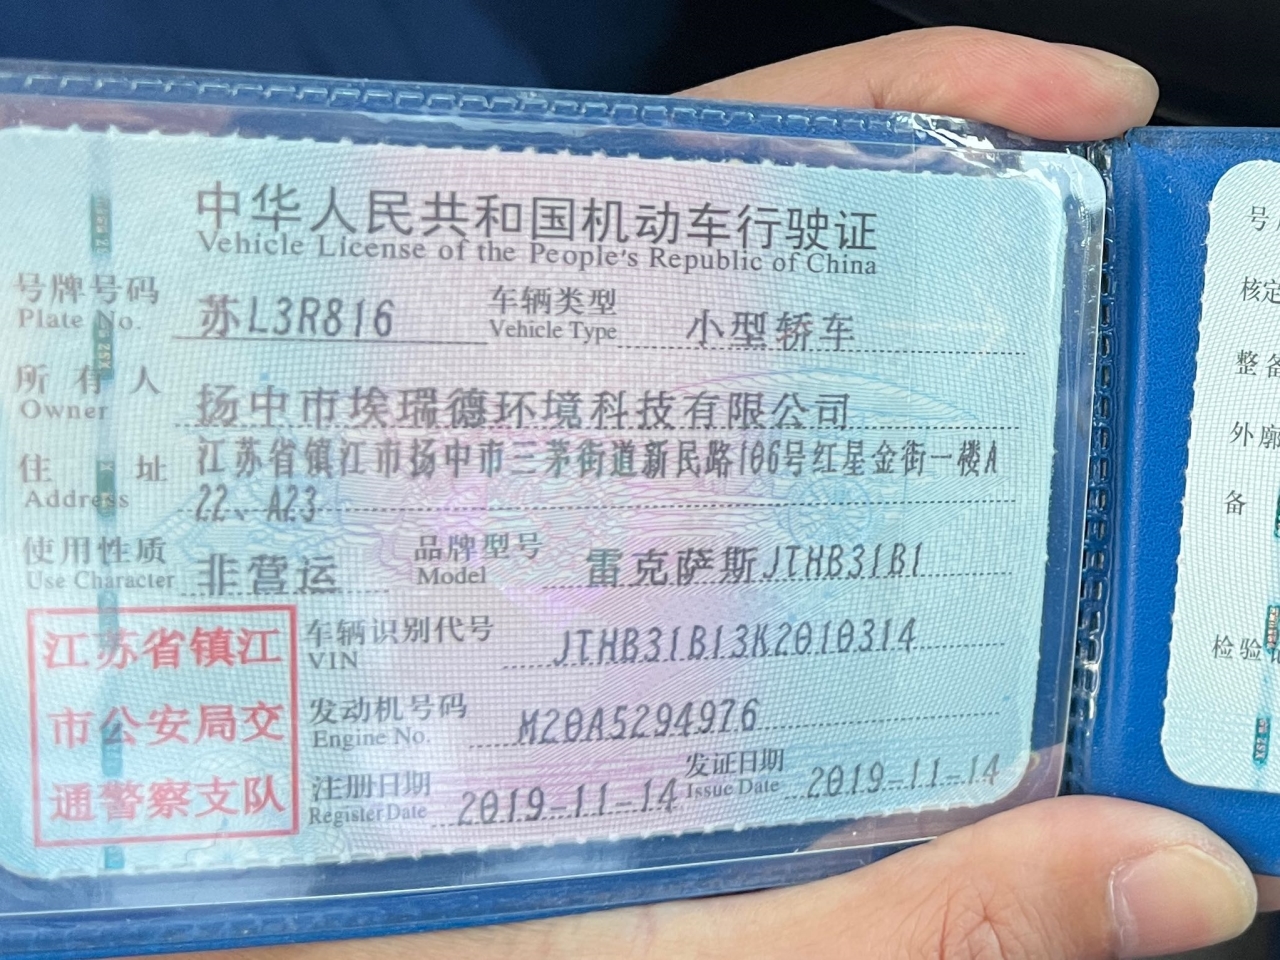 中华人民共和国机动车行驶证
Vehicle License of the People's Republic of China
号牌号码 苏L3R816 车辆类型 小型轿车
Plate No. Vehicle Type
所有人 扬中市埃瑞德环境科技有限公司
Owner
住址 江苏省镇江市扬中市三茅街道新民路106号红星金街一楼A
Address 22、A23
使用性质 非营运 品牌型号 雷克萨斯JTHB31B1
Use Character Model
江苏省镇江
市公安局交
通警察支队
车辆识别代号 JTHB31B13K2010314
VIN
发动机号码 M20A5294976
Engine No.
注册日期 2019-11-14 发证日期 2019-11-14
Register Date Issue Date
号
核定
整备
外廓
备
检验